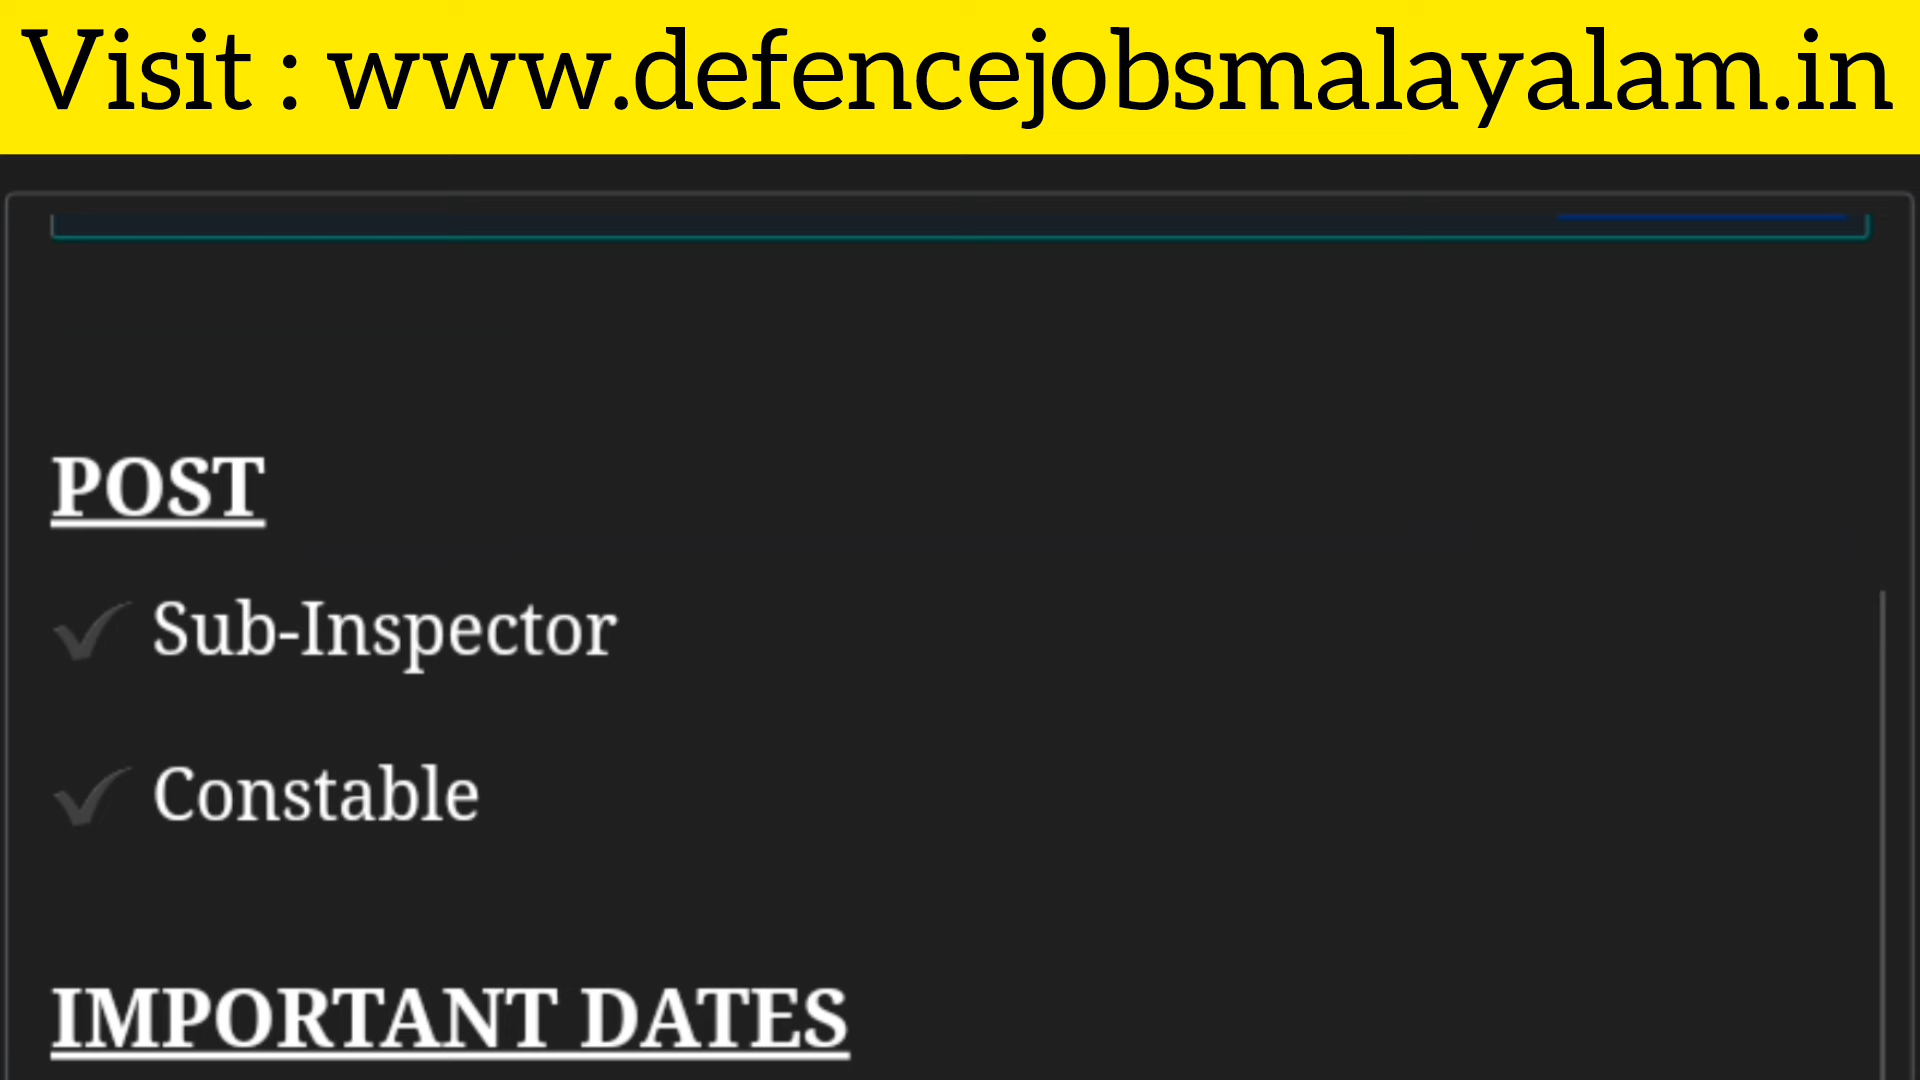 Visit : www.defencejobsmalayalam.in
POST
Sub-Inspector
Constable
IMPORTANT DATES